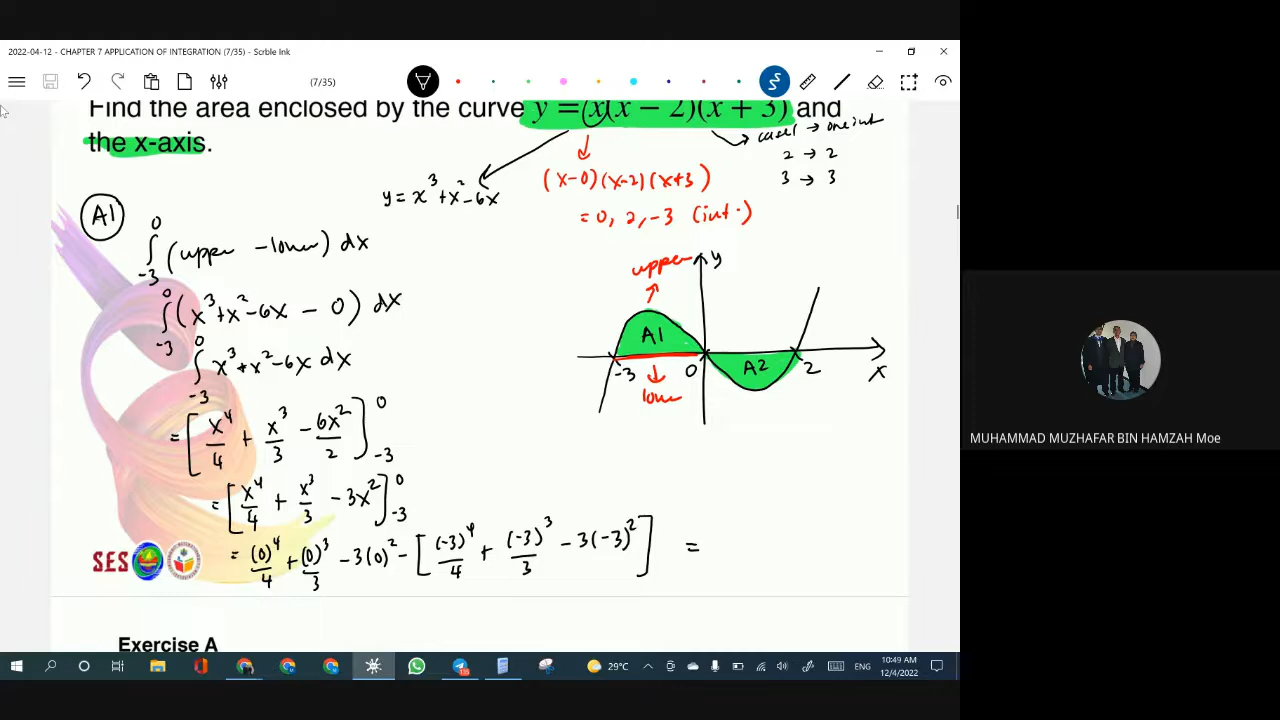 2022-04-12 - CHAPTER 7 APPLICATION OF INTEGRATION (7/35) - Scrble Ink
(7/35)
Find the area enclosed by the curve y = x(x − 2)(x + 3) and
the x-axis.
→ one int
2 → 2
3 → 3
(x-0)(x-2)(x+3)
= 0, 2, -3 (int.)
y = x³ + x² - 6x
A1
∫₋₃⁰ (upper - lower) dx
∫₋₃⁰ (x³ + x² - 6x - 0) dx
∫₋₃⁰ x³ + x² - 6x dx
= [x⁴/4 + x³/3 - 6x²/2]₋₃⁰
= [x⁴/4 + x³/3 - 3x²]₋₃⁰
= (0)⁴/4 + (0)³/3 - 3(0)² - [(-3)⁴/4 + (-3)³/3 - 3(-3)²] =
upper
y
A1
A2
-3
0
2
x
lower
SES
Exercise A
MUHAMMAD MUZHAFAR BIN HAMZAH Moe
135
29°C
ENG
10:49 AM
12/4/2022